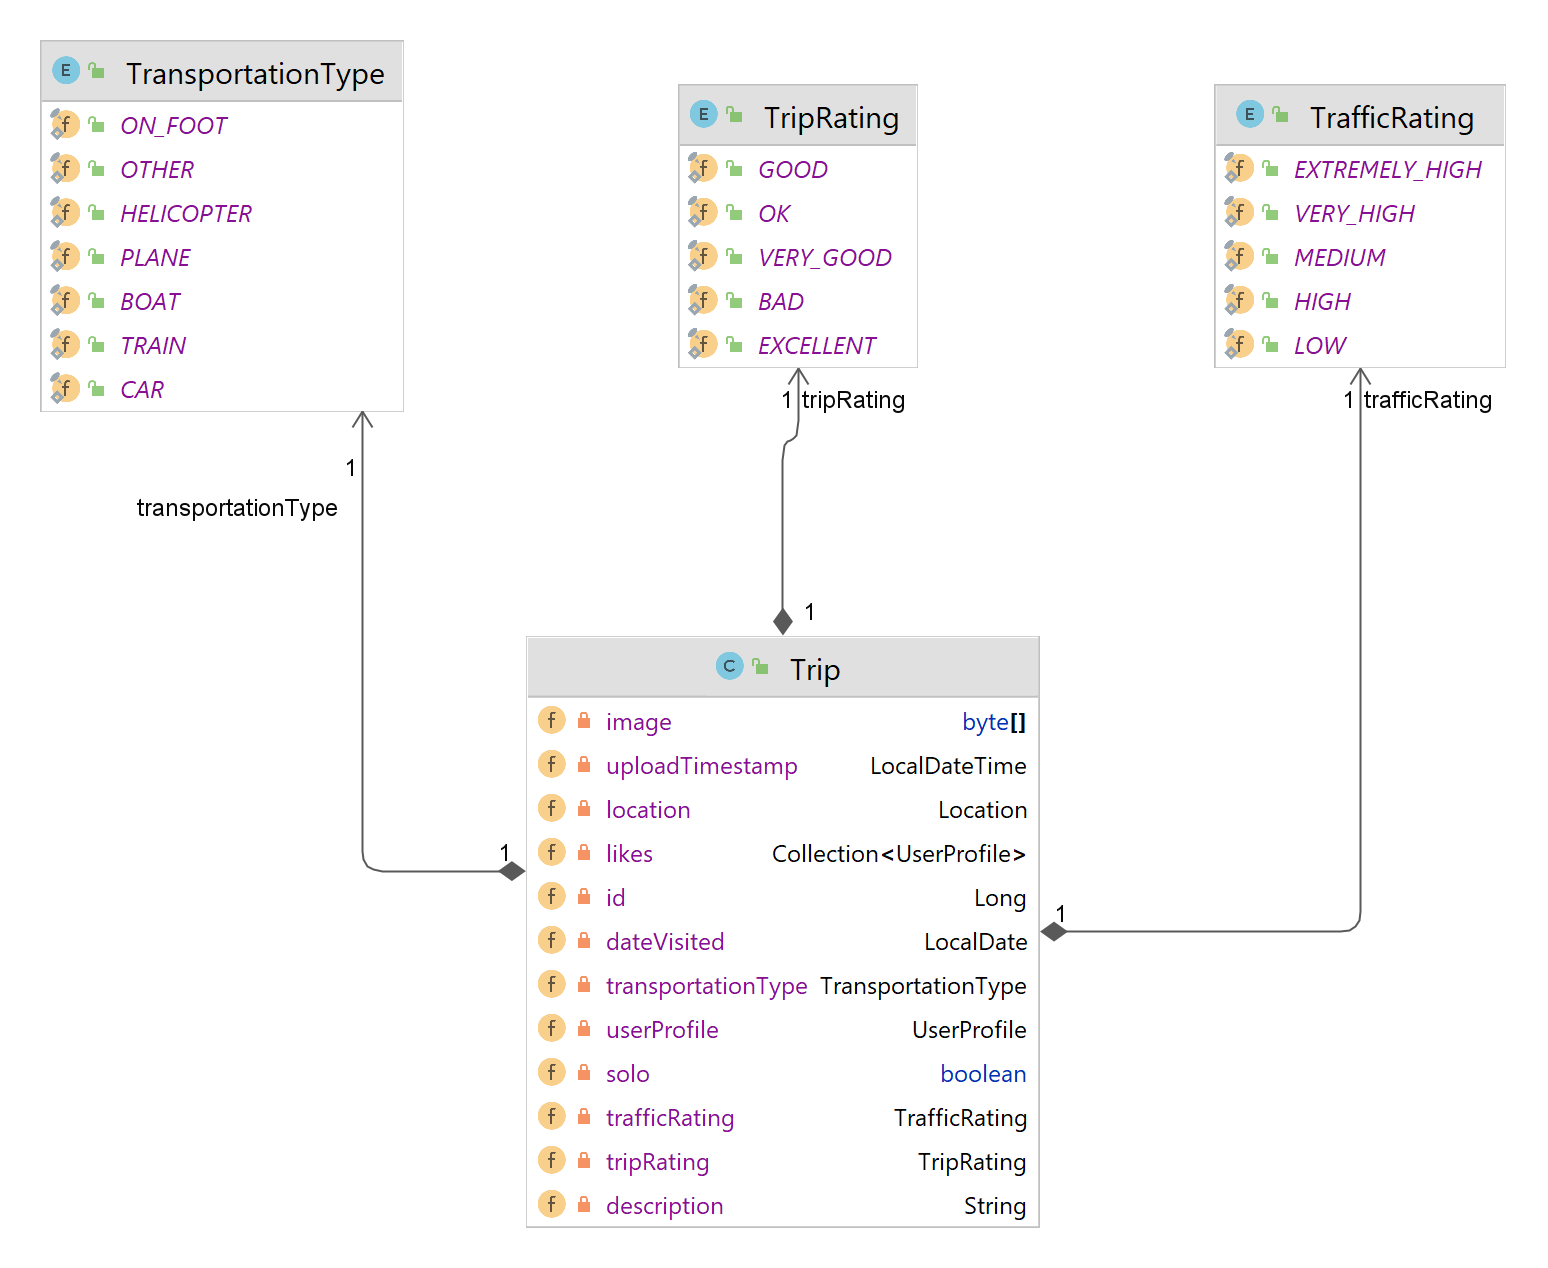 E TransportationType
f ON_FOOT
f OTHER
f HELICOPTER
f PLANE
f BOAT
f TRAIN
f CAR
E TripRating
f GOOD
f OK
f VERY_GOOD
f BAD
f EXCELLENT
E TrafficRating
f EXTREMELY_HIGH
f VERY_HIGH
f MEDIUM
f HIGH
f LOW
1 tripRating
1 trafficRating
1
transportationType
1
1
1
C Trip
f image byte[]
f uploadTimestamp LocalDateTime
f location Location
f likes Collection<UserProfile>
f id Long
f dateVisited LocalDate
f transportationType TransportationType
f userProfile UserProfile
f solo boolean
f trafficRating TrafficRating
f tripRating TripRating
f description String